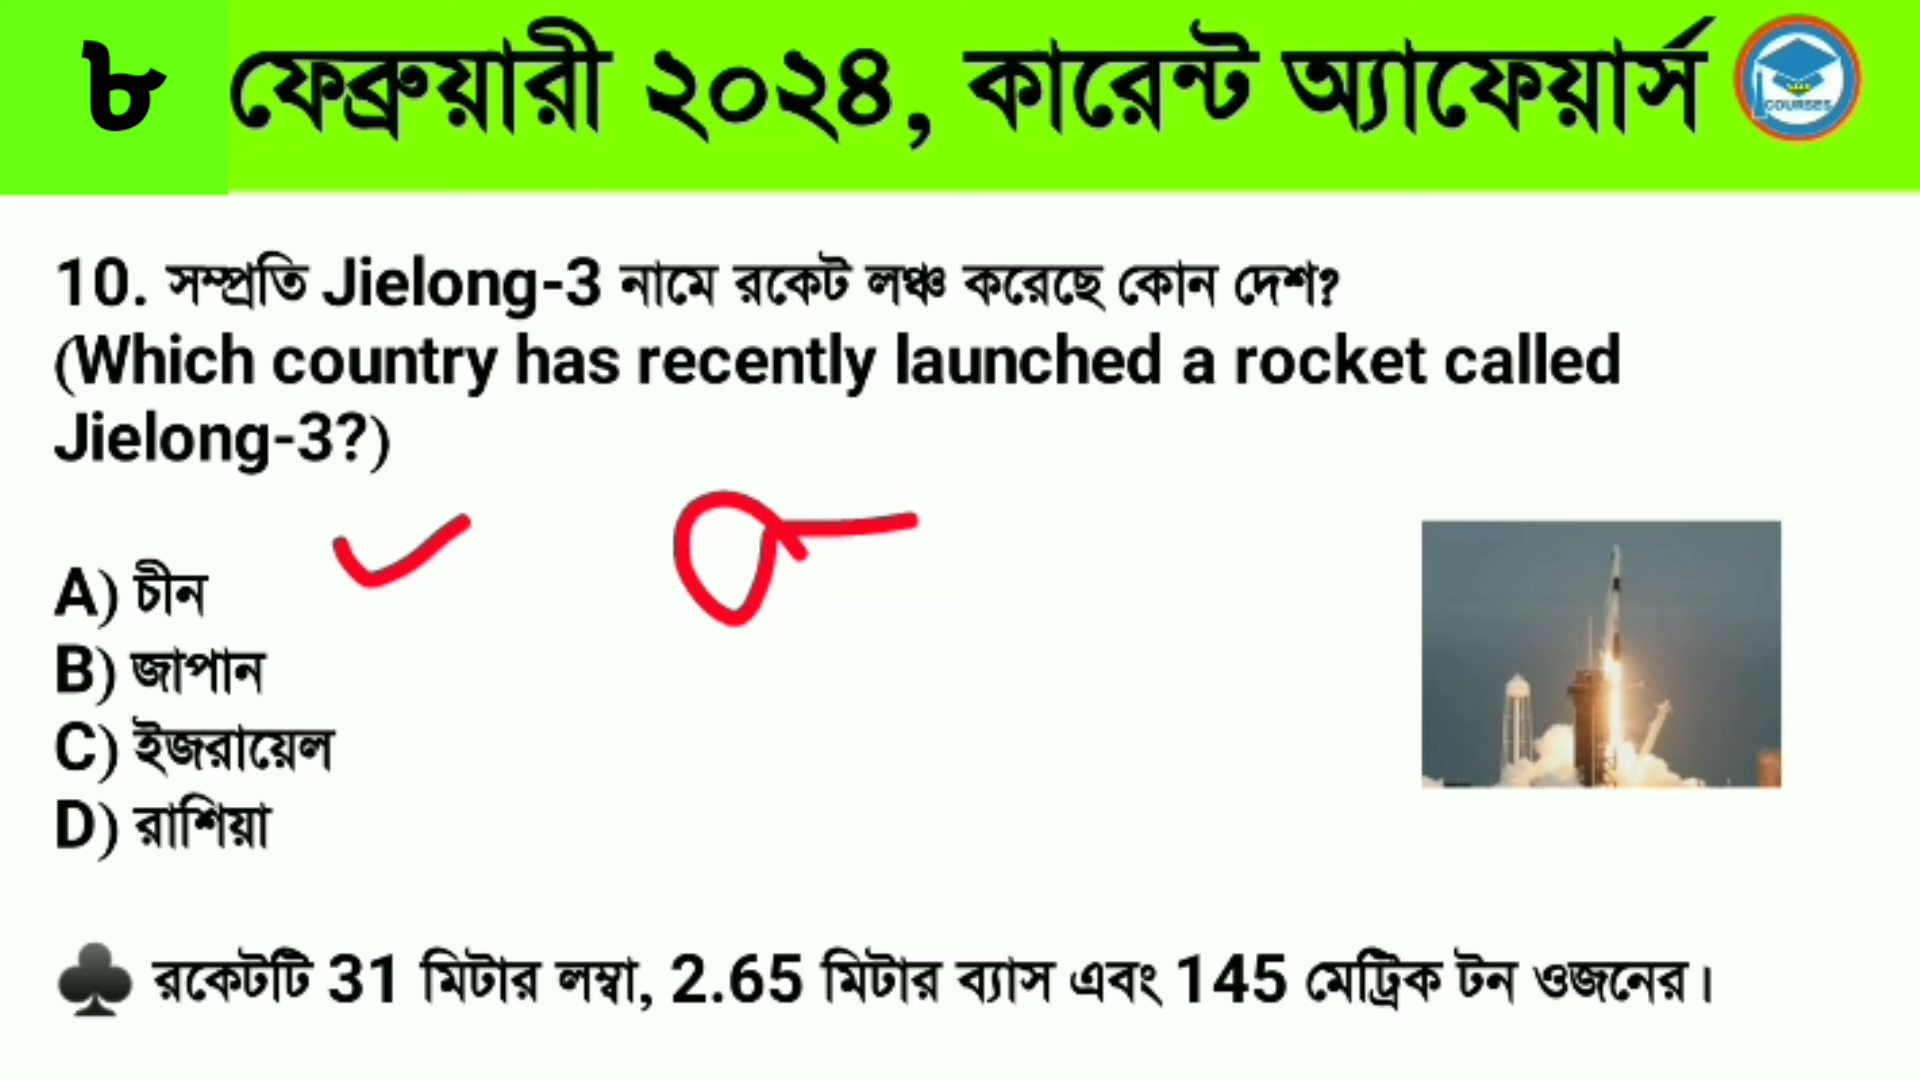 ৮ ফেব্রুয়ারী ২০২৪, কারেন্ট অ্যাফেয়ার্স
COURSES
10. সম্প্রতি Jielong-3 নামে রকেট লঞ্চ করেছে কোন দেশ?
(Which country has recently launched a rocket called
Jielong-3?)
A) চীন
B) জাপান
C) ইজরায়েল
D) রাশিয়া
রকেটটি 31 মিটার লম্বা, 2.65 মিটার ব্যাস এবং 145 মেট্রিক টন ওজনের।